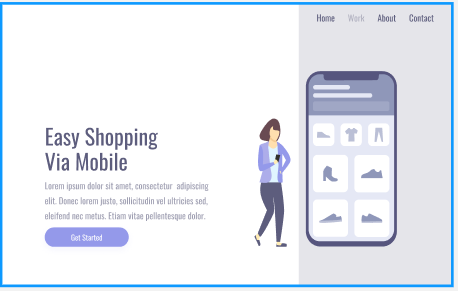 Home Work About Contact
Easy Shopping
Via Mobile
Lorem ipsum dolor sit amet, consectetur adipiscing
elit. Donec lorem justo, sollicitudin vel ultricies sed,
eleifend nec metus. Etiam vitae pellentesque dolor.
Get Started